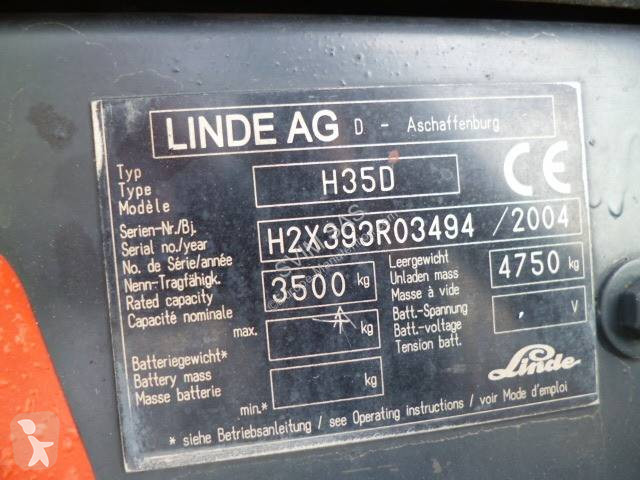 LINDE AG D - Aschaffenburg
CE
Typ
Type
Modèle
H35D
Serien-Nr./Bj.
Serial no./year
No. de Série/année
H2X393R03494 / 2004
Nenn-Tragfähigk.
Rated capacity
Capacité nominale
3500 kg
Leergewicht
Unladen mass
Masse à vide
4750 kg
Batt.-Spannung
Batt.-voltage
Tension batt.
, V
Batteriegewicht*
Battery mass
Masse batterie
max. kg
min.* kg
Linde
* siehe Betriebsanleitung / see Operating instructions / voir Mode d'emploi